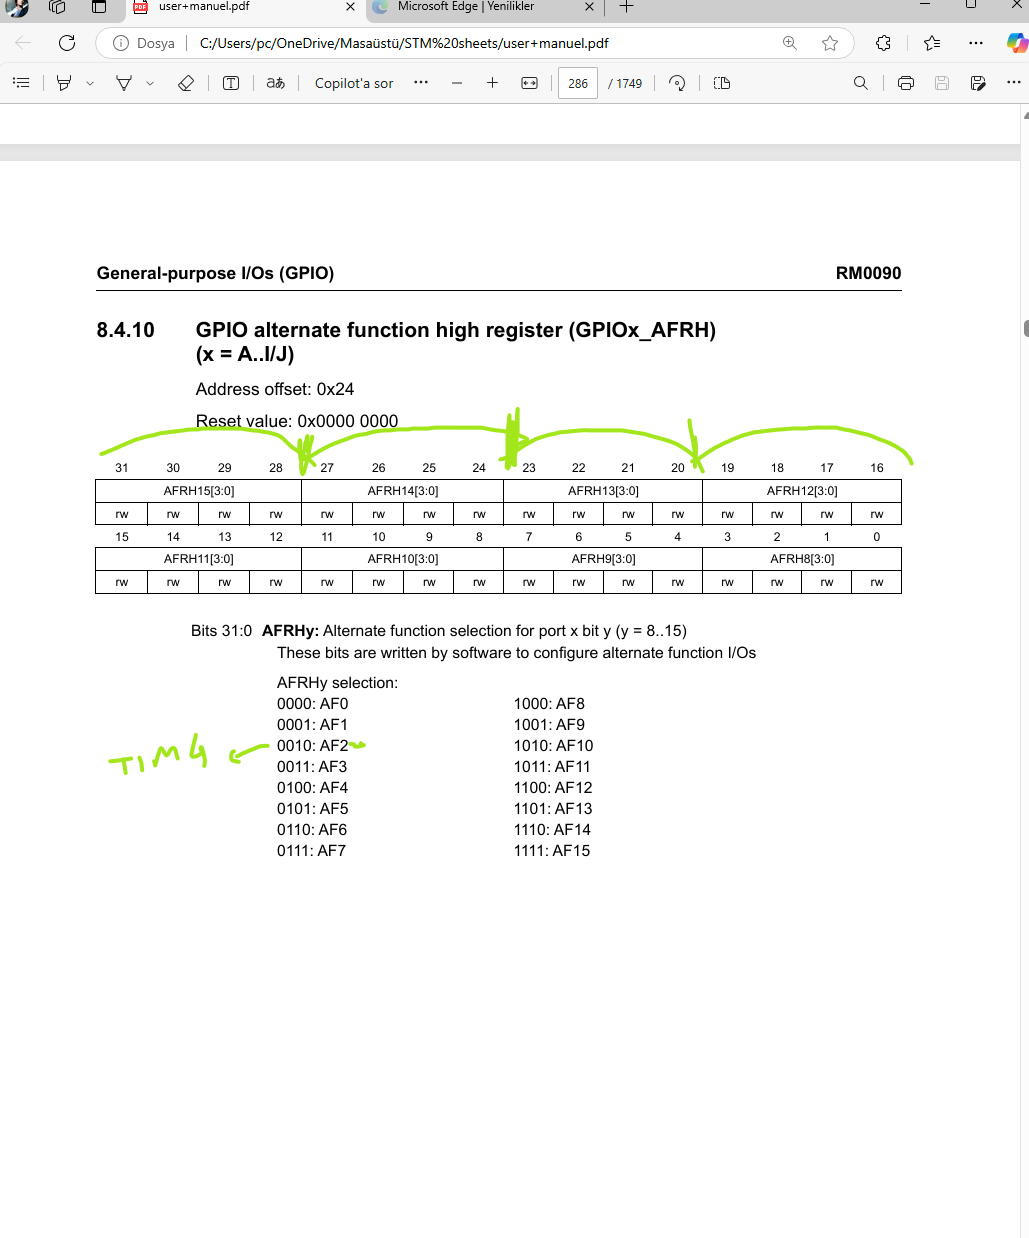 user+manuel.pdf
Microsoft Edge | Yenilikler
Dosya C:/Users/pc/OneDrive/Masaüstü/STM%20sheets/user+manuel.pdf
Copilot'a sor 286 / 1749
General-purpose I/Os (GPIO) RM0090
8.4.10 GPIO alternate function high register (GPIOx_AFRH)
(x = A..I/J)
Address offset: 0x24
Reset value: 0x0000 0000
31 30 29 28 27 26 25 24 23 22 21 20 19 18 17 16
AFRH15[3:0] AFRH14[3:0] AFRH13[3:0] AFRH12[3:0]
rw rw rw rw rw rw rw rw rw rw rw rw rw rw rw rw
15 14 13 12 11 10 9 8 7 6 5 4 3 2 1 0
AFRH11[3:0] AFRH10[3:0] AFRH9[3:0] AFRH8[3:0]
rw rw rw rw rw rw rw rw rw rw rw rw rw rw rw rw
Bits 31:0 AFRHy: Alternate function selection for port x bit y (y = 8..15)
These bits are written by software to configure alternate function I/Os
AFRHy selection:
0000: AF0 1000: AF8
0001: AF1 1001: AF9
TIM4 0010: AF2 1010: AF10
0011: AF3 1011: AF11
0100: AF4 1100: AF12
0101: AF5 1101: AF13
0110: AF6 1110: AF14
0111: AF7 1111: AF15